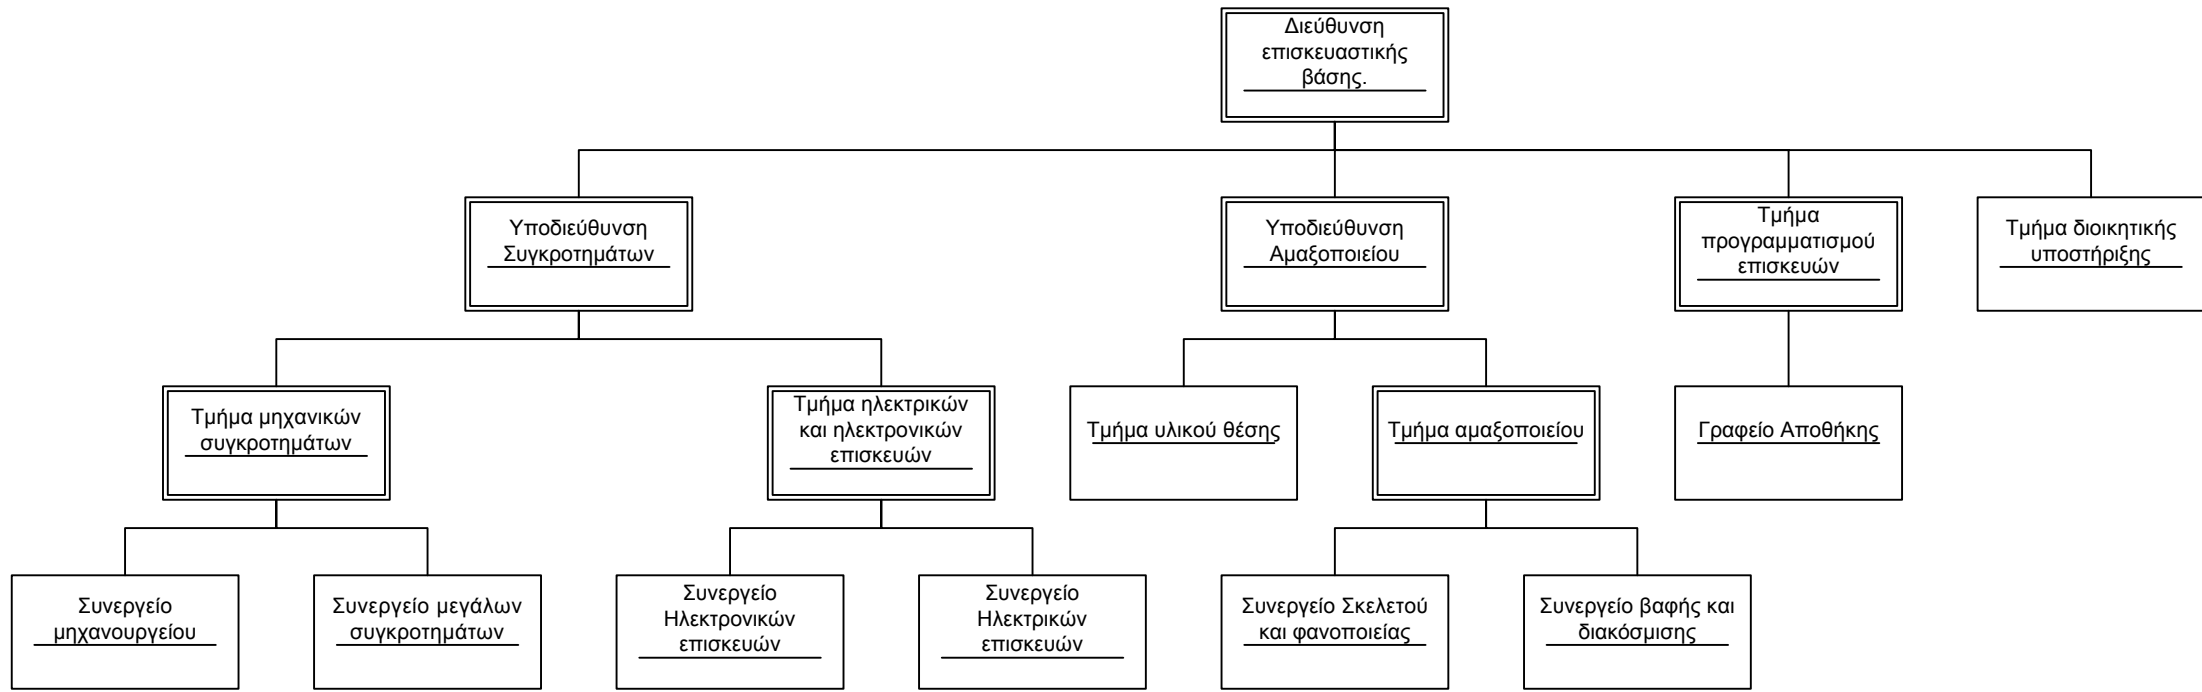 Διεύθυνση
επισκευαστικής
βάσης.
Υποδιεύθυνση
Συγκροτημάτων
Υποδιεύθυνση
Αμαξοποιείου
Τμήμα
προγραμματισμού
επισκευών
Τμήμα διοικητικής
υποστήριξης
Τμήμα μηχανικών
συγκροτημάτων
Τμήμα ηλεκτρικών
και ηλεκτρονικών
επισκευών
Τμήμα υλικού θέσης
Τμήμα αμαξοποιείου
Γραφείο Αποθήκης
Συνεργείο
μηχανουργείου
Συνεργείο μεγάλων
συγκροτημάτων
Συνεργείο
Ηλεκτρονικών
επισκευών
Συνεργείο
Ηλεκτρικών
επισκευών
Συνεργείο Σκελετού
και φανοποιείας
Συνεργείο βαφής και
διακόσμισης